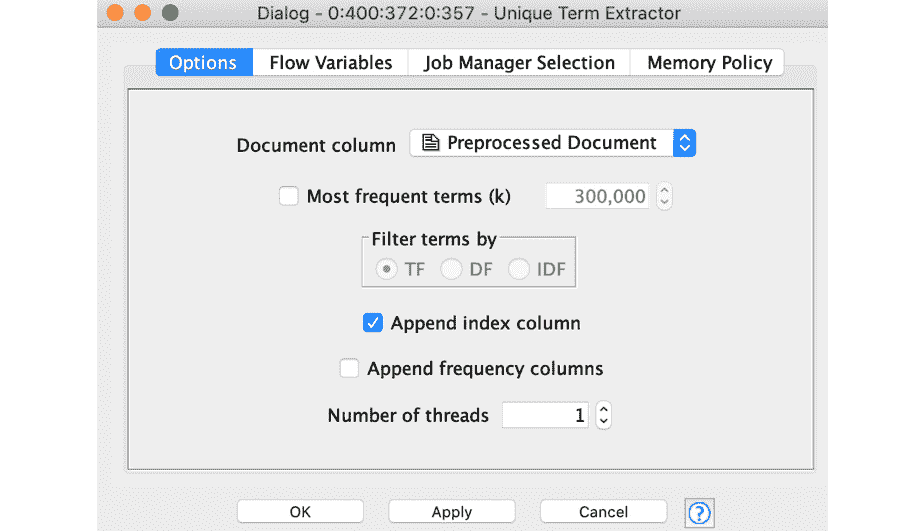 Dialog - 0:400:372:0:357 - Unique Term Extractor
Options Flow Variables Job Manager Selection Memory Policy
Document column Preprocessed Document
Most frequent terms (k) 300,000
Filter terms by
TF DF IDF
Append index column
Append frequency columns
Number of threads 1
OK Apply Cancel ?